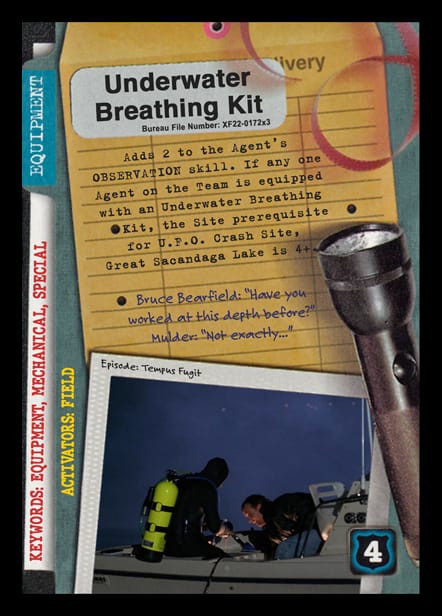 EQUIPMENT
KEYWORDS: EQUIPMENT, MECHANICAL, SPECIAL
ACTIVATORS: FIELD
livery
Underwater
Breathing Kit
Bureau File Number: XF22-0172x3
Adds 2 to the Agent's
OBSERVATION skill. If any one
Agent on the Team is equipped
with an Underwater Breathing
Kit, the Site prerequisite
for U.F.O. Crash Site,
Great Sacandaga Lake is 4+
Bruce Bearfield: "Have you
worked at this depth before?"
Mulder: "Not exactly..."
Episode: Tempus Fugit
4